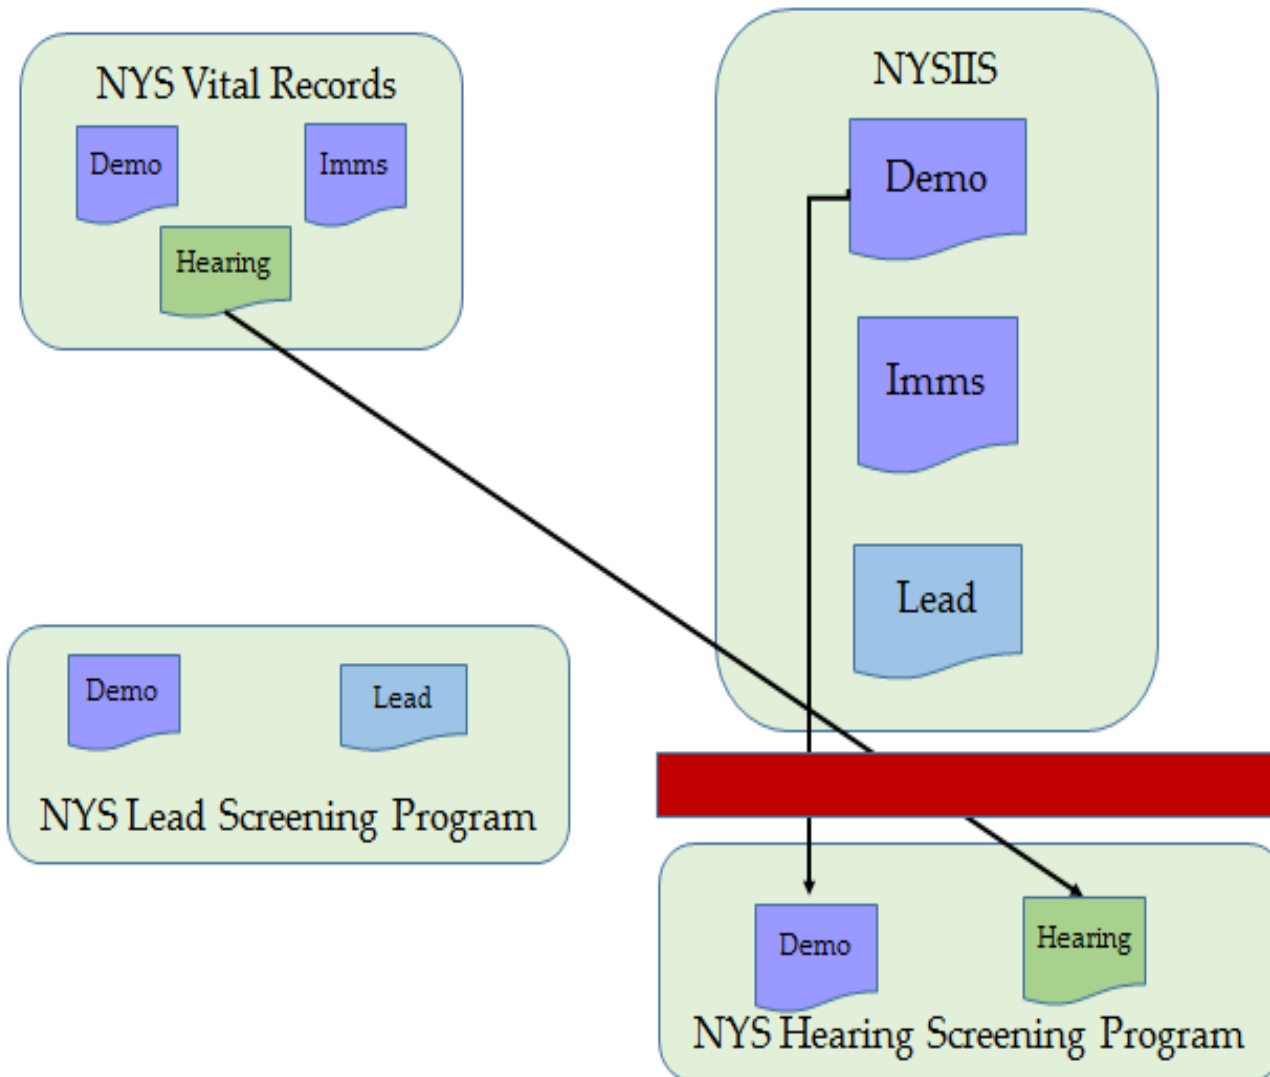 NYS Vital Records
Demo
Imms
Hearing
NYSIIS
Demo
Imms
Lead
Demo
Lead
NYS Lead Screening Program
Demo
Hearing
NYS Hearing Screening Program